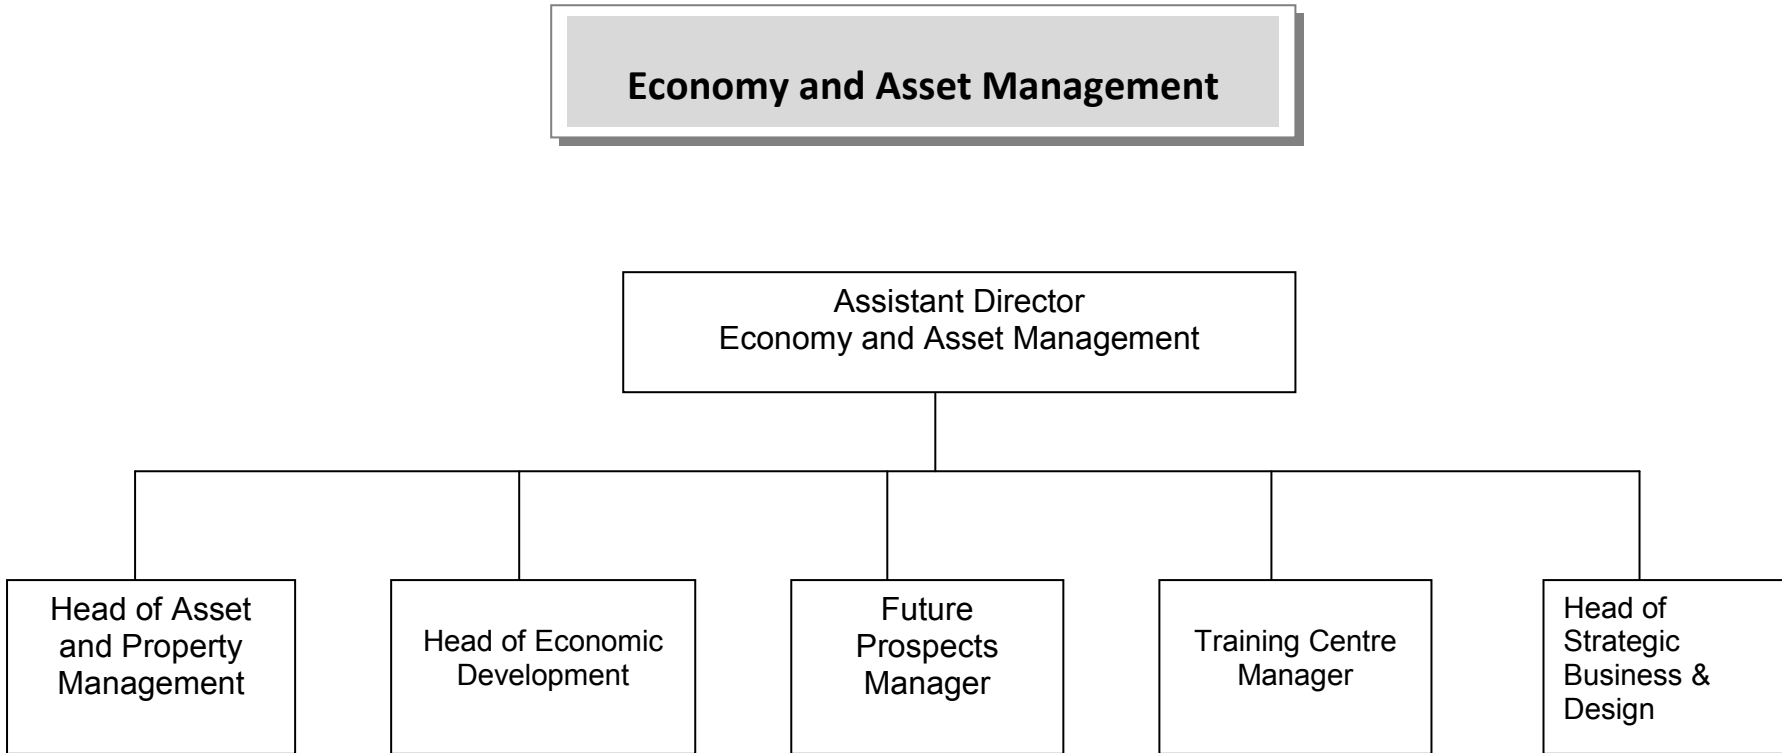 Economy and Asset Management
Assistant Director
Economy and Asset Management
Head of Asset
and Property
Management
Head of Economic
Development
Future
Prospects
Manager
Training Centre
Manager
Head of
Strategic
Business &
Design